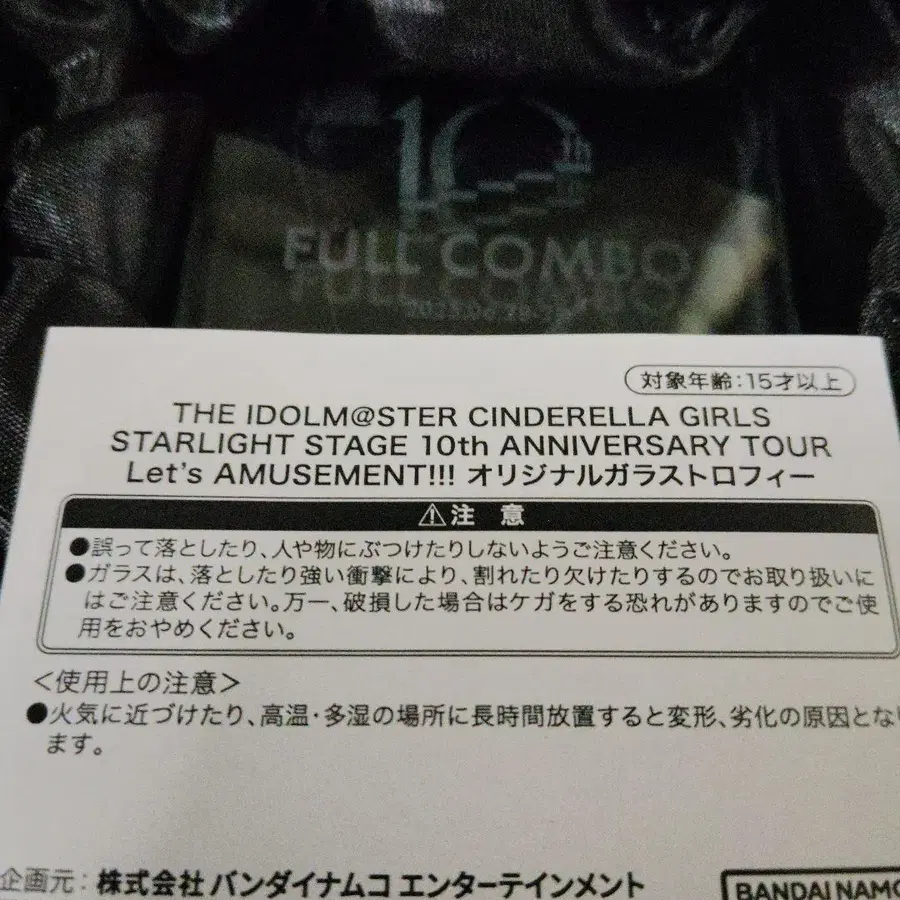 10th
FULL COMBO
対象年齢:15才以上
THE IDOLM@STER CINDERELLA GIRLS
STARLIGHT STAGE 10th ANNIVERSARY TOUR
Let's AMUSEMENT!!! オリジナルガラストロフィー
⚠注 意
●誤って落としたり、人や物にぶつけたりしないようご注意ください。
●ガラスは、落としたり強い衝撃により、割れたり欠けたりするのでお取り扱いに
はご注意ください。万一、破損した場合はケガをする恐れがありますのでご使
用をおやめください。
<使用上の注意>
●火気に近づけたり、高温・多湿の場所に長時間放置すると変形、劣化の原因となり
ます。
企画元:株式会社バンダイナムコエンターテインメント
BANDAI NAMCO